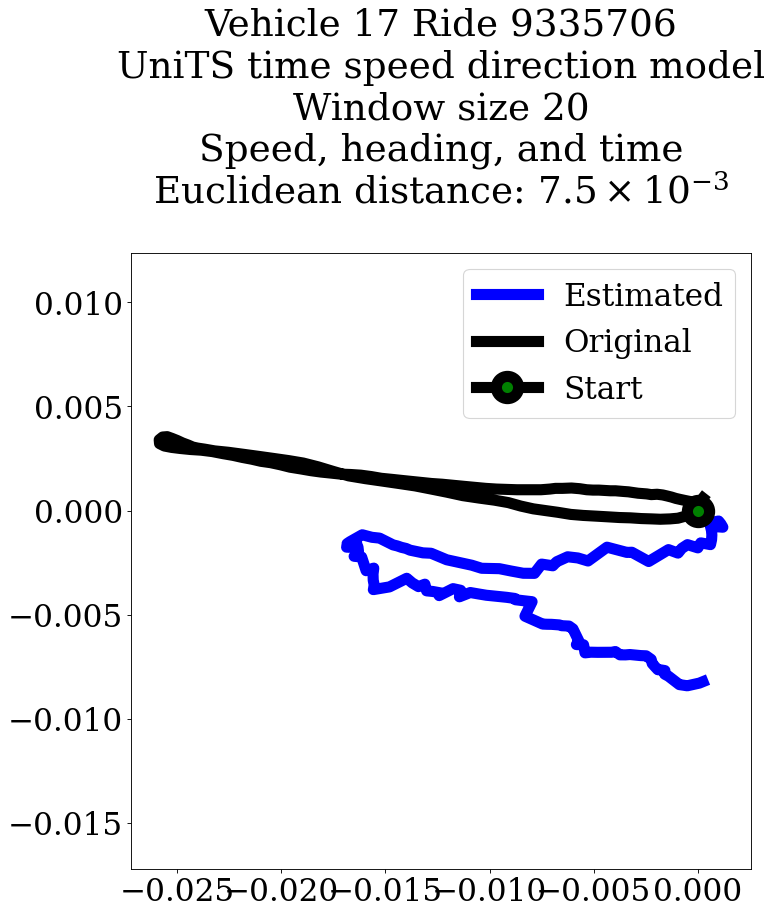 Vehicle 17 Ride 9335706
UniTS time speed direction model
Window size 20
Speed, heading, and time
Euclidean distance: 7.5 × 10⁻³
Estimated
Original
Start
0.010
0.005
0.000
−0.005
−0.010
−0.015
−0.025 −0.020 −0.015 −0.010 −0.005 0.000